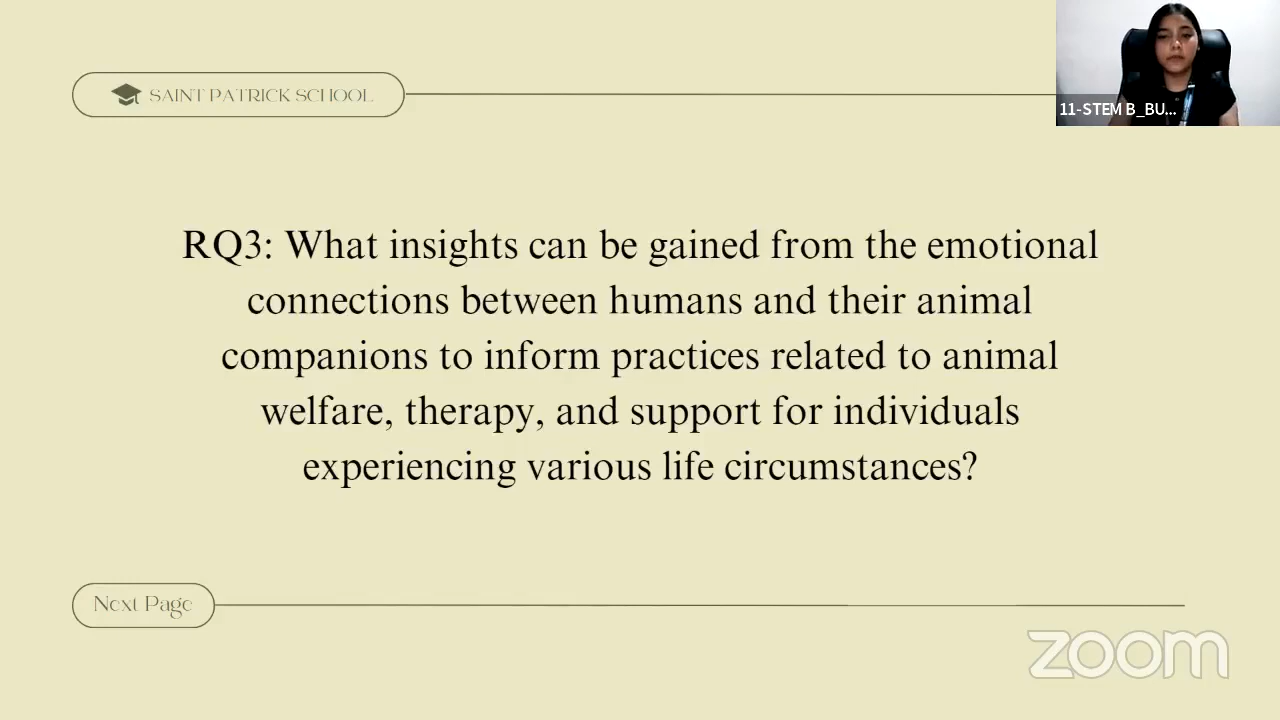 SAINT PATRICK SCHOOL
11-STEM B_BU...
RQ3: What insights can be gained from the emotional
connections between humans and their animal
companions to inform practices related to animal
welfare, therapy, and support for individuals
experiencing various life circumstances?
Next Page
zoom